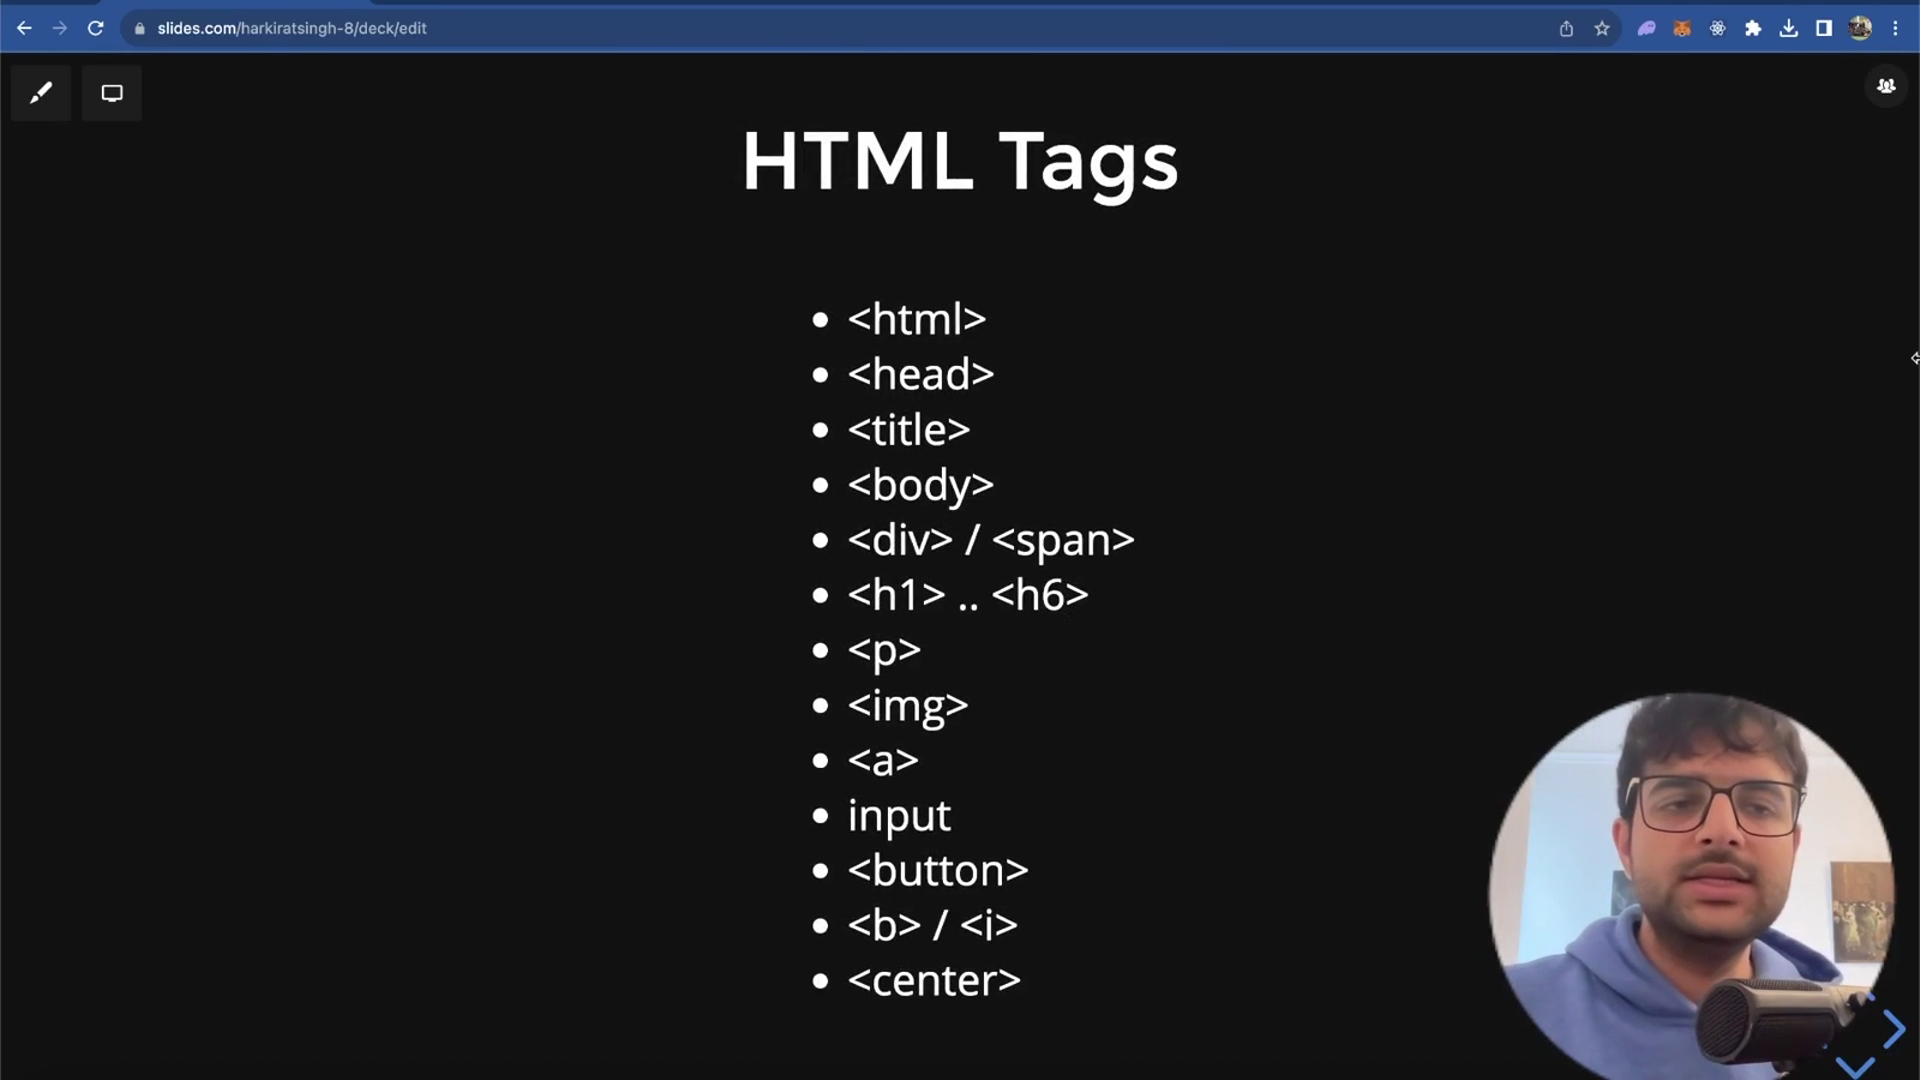 slides.com/harkiratsingh-8/deck/edit
HTML Tags
• <html>
• <head>
• <title>
• <body>
• <div> / <span>
• <h1> .. <h6>
• <p>
• <img>
• <a>
• input
• <button>
• <b> / <i>
• <center>